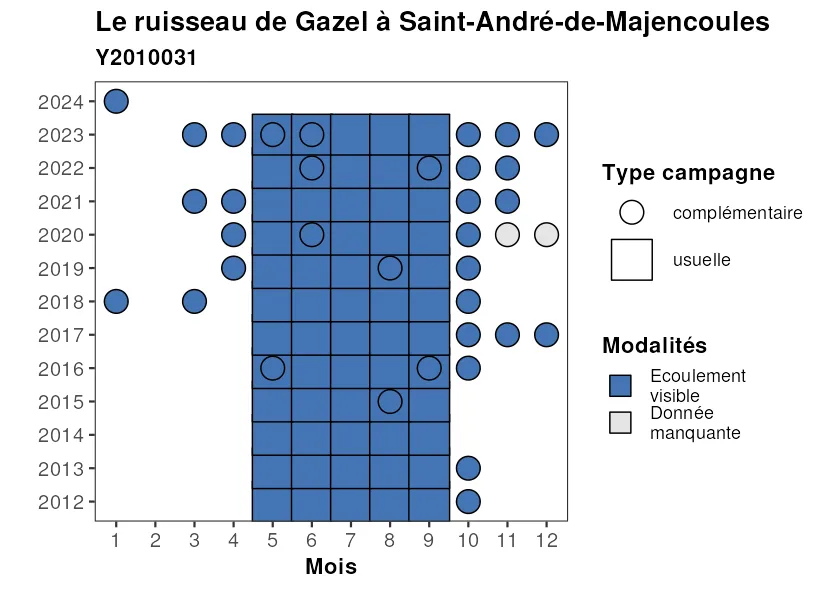 Le ruisseau de Gazel à Saint-André-de-Majencoules
Y2010031
2024
2023
2022
2021
2020
2019
2018
2017
2016
2015
2014
2013
2012
1 2 3 4 5 6 7 8 9 10 11 12
Mois
Type campagne
complémentaire
usuelle
Modalités
Ecoulement
visible
Donnée
manquante